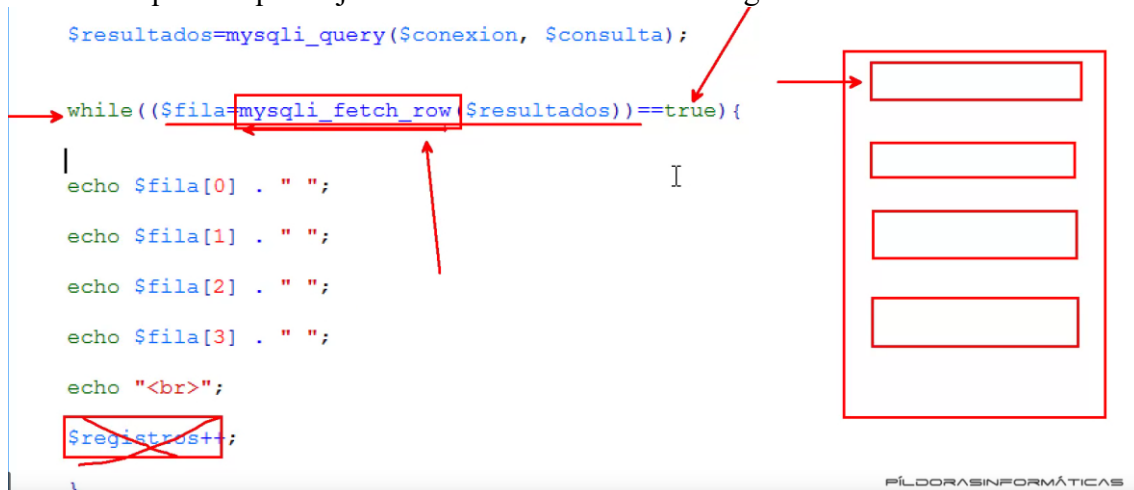 $resultados=mysqli_query($conexion, $consulta);
while(($fila=mysqli_fetch_row($resultados))==true){
echo $fila[0] . " ";
echo $fila[1] . " ";
echo $fila[2] . " ";
echo $fila[3] . " ";
echo "<br>";
$registros++;
}
PÍLDORASINFORMÁTICAS